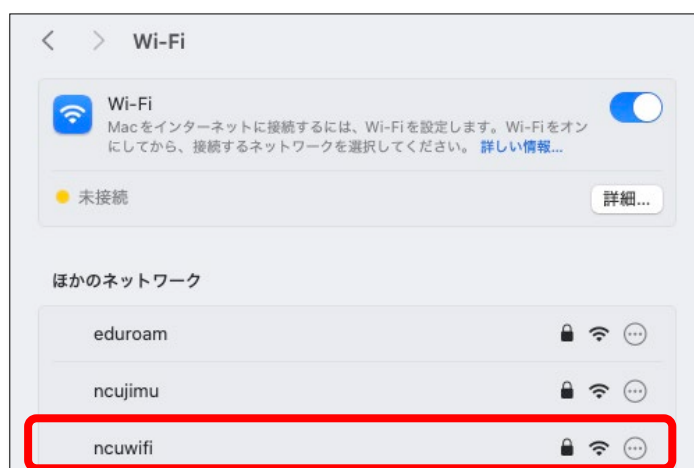 Wi-Fi
Wi-Fi
Macをインターネットに接続するには、Wi-Fiを設定します。Wi-Fiをオン
にしてから、接続するネットワークを選択してください。 詳しい情報...
未接続
詳細...
ほかのネットワーク
eduroam
ncujimu
ncuwifi